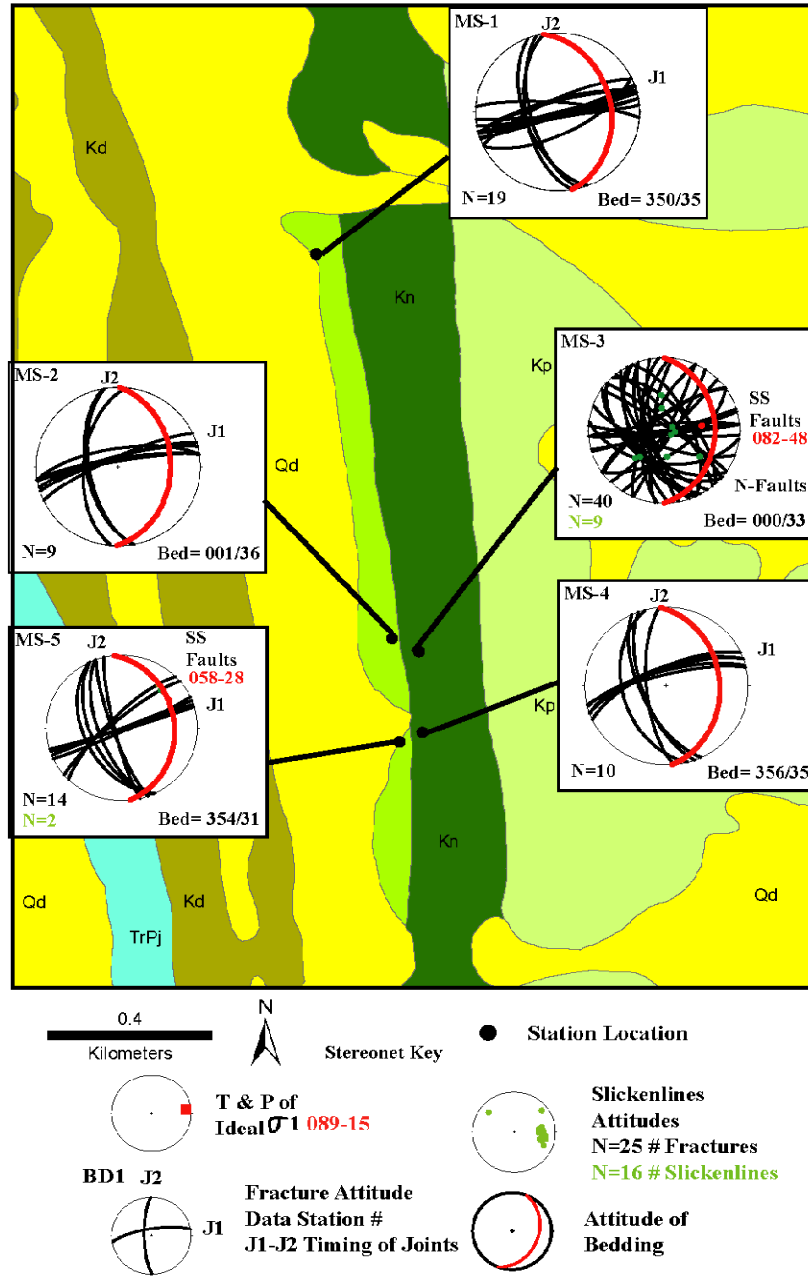 MS-1
J2
J1
N=19
Bed= 350/35
Kd
Kn
Kp
MS-3
SS
Faults
082-48
N-Faults
N=40
N=9
Bed= 000/33
MS-2
J2
J1
N=9
Bed= 001/36
Qd
MS-4
J2
J1
N=10
Bed= 356/35
Kp
MS-5
J2
SS
Faults
058-28
J1
N=14
N=2
Bed= 354/31
Kn
Qd
Kd
Qd
TrPj
0.4
Kilometers
N
Stereonet Key
Station Location
T & P of
Ideal σ1 089-15
Slickenlines
Attitudes
N=25 # Fractures
N=16 # Slickenlines
BD1
J2
J1
Fracture Attitude
Data Station #
J1-J2 Timing of Joints
Attitude of
Bedding